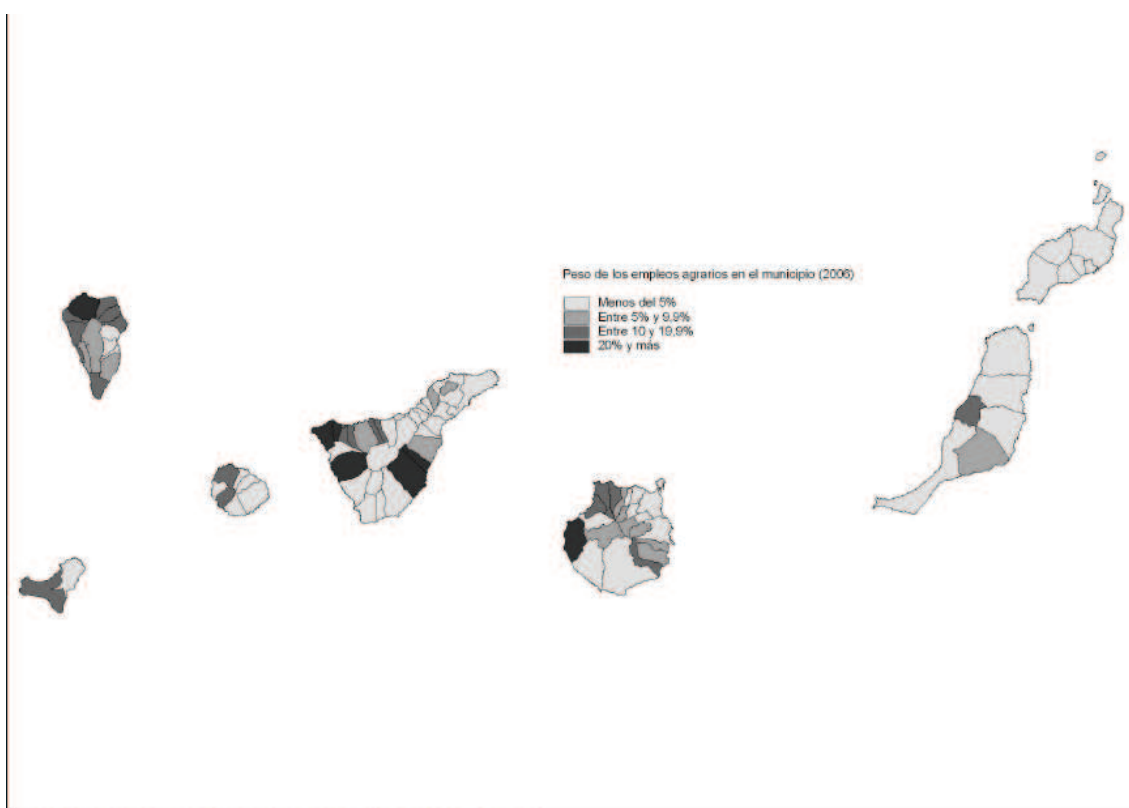 Peso de los empleos agrarios en el municipio (2006)
Menos del 5%
Entre 5% y 9,9%
Entre 10 y 19,9%
20% y más